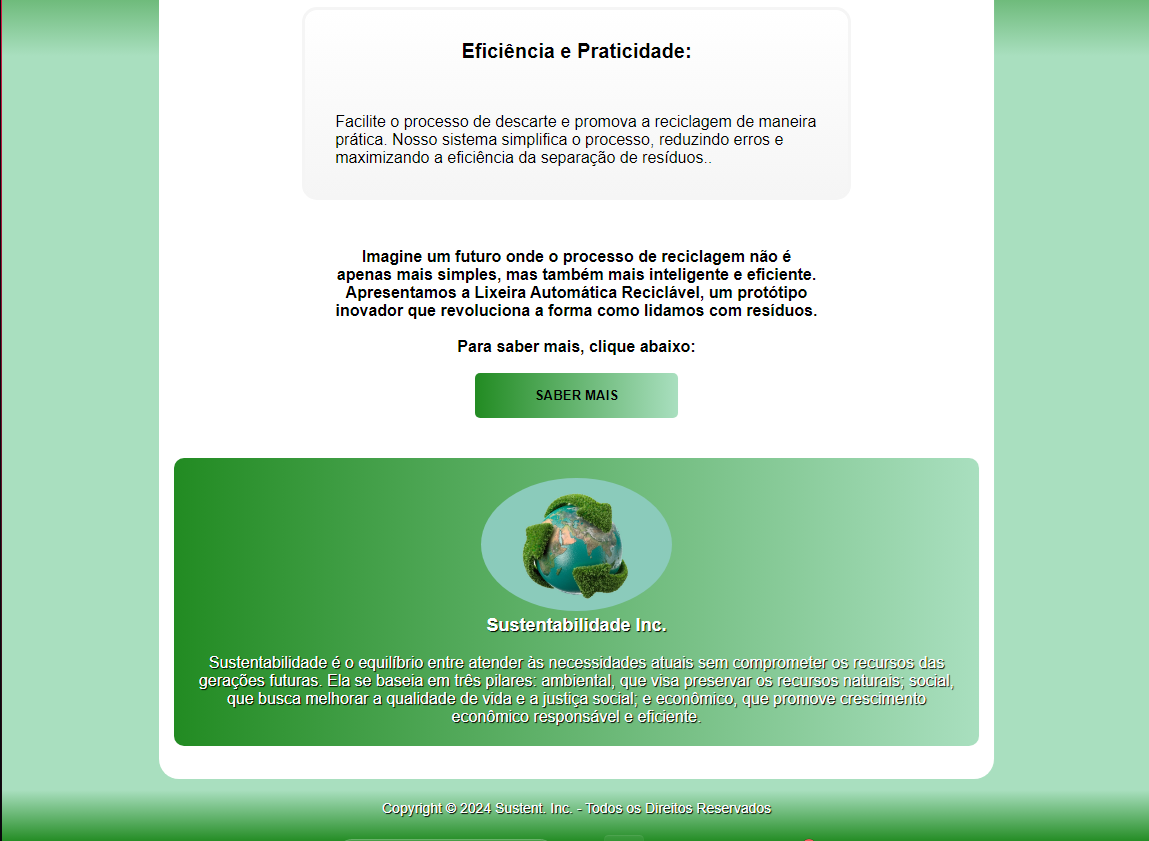 Eficiência e Praticidade:
Facilite o processo de descarte e promova a reciclagem de maneira
prática. Nosso sistema simplifica o processo, reduzindo erros e
maximizando a eficiência da separação de resíduos..
Imagine um futuro onde o processo de reciclagem não é
apenas mais simples, mas também mais inteligente e eficiente.
Apresentamos a Lixeira Automática Reciclável, um protótipo
inovador que revoluciona a forma como lidamos com resíduos.
Para saber mais, clique abaixo:
SABER MAIS
Sustentabilidade Inc.
Sustentabilidade é o equilíbrio entre atender às necessidades atuais sem comprometer os recursos das
gerações futuras. Ela se baseia em três pilares: ambiental, que visa preservar os recursos naturais; social,
que busca melhorar a qualidade de vida e a justiça social; e econômico, que promove crescimento
econômico responsável e eficiente.
Copyright © 2024 Sustent. Inc. - Todos os Direitos Reservados